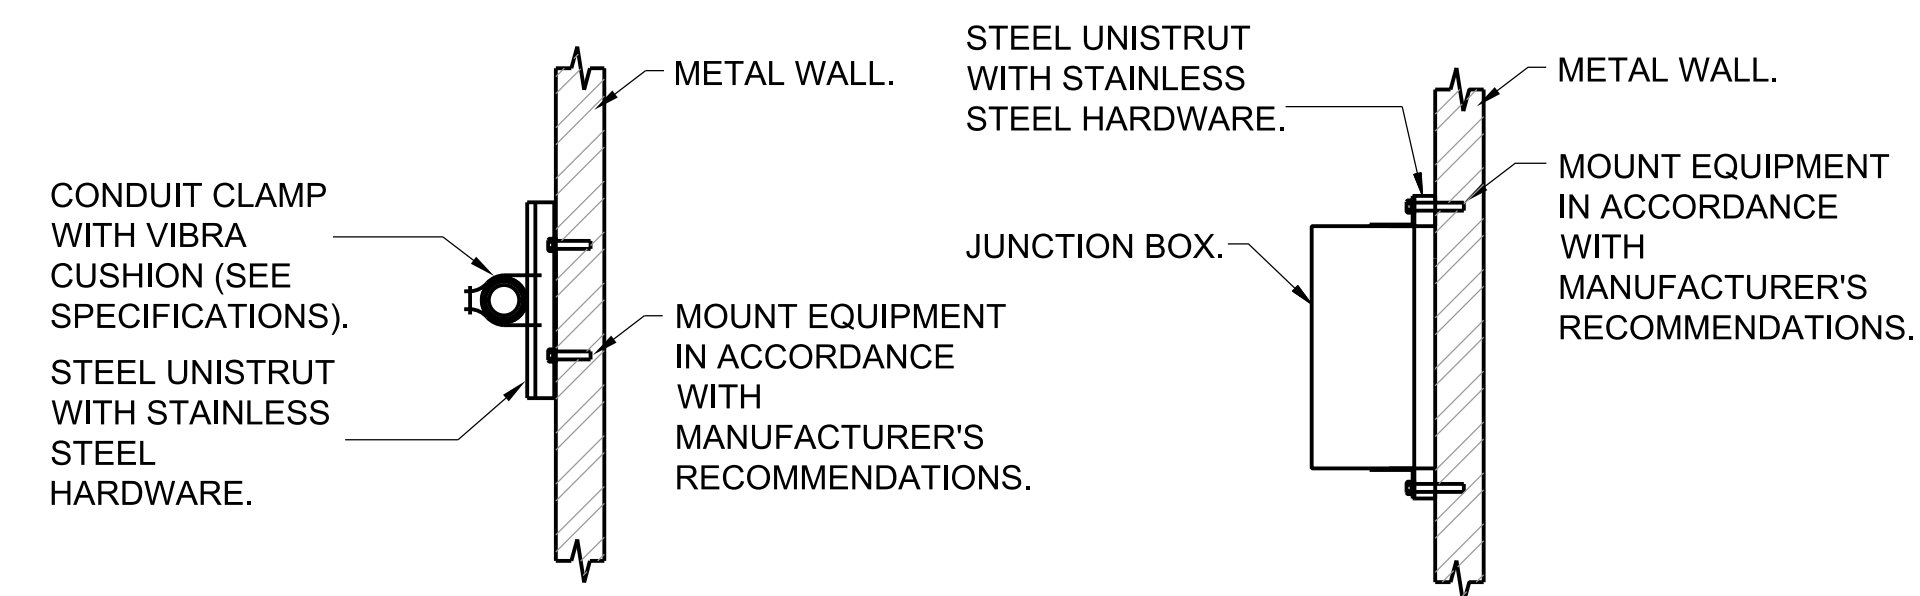 METAL WALL.
CONDUIT CLAMP
WITH VIBRA
CUSHION (SEE
SPECIFICATIONS).
STEEL UNISTRUT
WITH STAINLESS
STEEL
HARDWARE.
MOUNT EQUIPMENT
IN ACCORDANCE
WITH
MANUFACTURER'S
RECOMMENDATIONS.
STEEL UNISTRUT
WITH STAINLESS
STEEL HARDWARE.
JUNCTION BOX.
METAL WALL.
MOUNT EQUIPMENT
IN ACCORDANCE
WITH
MANUFACTURER'S
RECOMMENDATIONS.